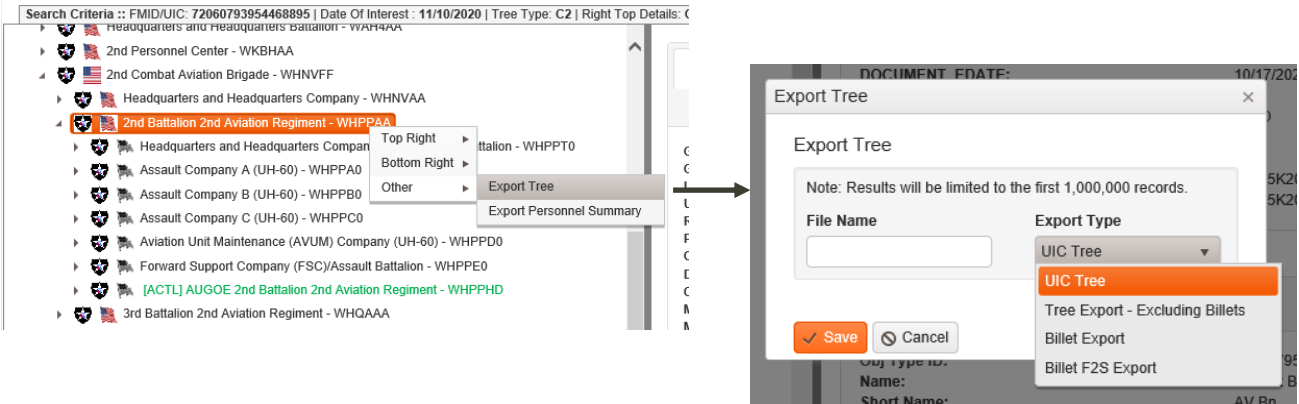 Search Criteria :: FMID/UIC: 72060793954468895 | Date Of Interest : 11/10/2020 | Tree Type: C2 | Right Top Details:
Headquarters and Headquarters Battalion - WAH4AA
2nd Personnel Center - WKBHAA
2nd Combat Aviation Brigade - WHNVFF
Headquarters and Headquarters Company - WHNVAA
2nd Battalion 2nd Aviation Regiment - WHPPAA
Headquarters and Headquarters Compan
ttalion - WHPPT0
Assault Company A (UH-60) - WHPPA0
Assault Company B (UH-60) - WHPPB0
Assault Company C (UH-60) - WHPPC0
Aviation Unit Maintenance (AVUM) Company (UH-60) - WHPPD0
Forward Support Company (FSC)/Assault Battalion - WHPPE0
[ACTL] AUGOE 2nd Battalion 2nd Aviation Regiment - WHPPHD
3rd Battalion 2nd Aviation Regiment - WHQAAA
Top Right
Bottom Right
Other
Export Tree
Export Personnel Summary
DOCUMENT EDATE:
10/17/202
Export Tree
×
Export Tree
Note: Results will be limited to the first 1,000,000 records.
File Name
Export Type
UIC Tree
UIC Tree
Tree Export - Excluding Billets
Billet Export
Billet F2S Export
Save
Cancel
5K20
5K20
Obj Type ID:
Name:
Short Name:
AV Bn